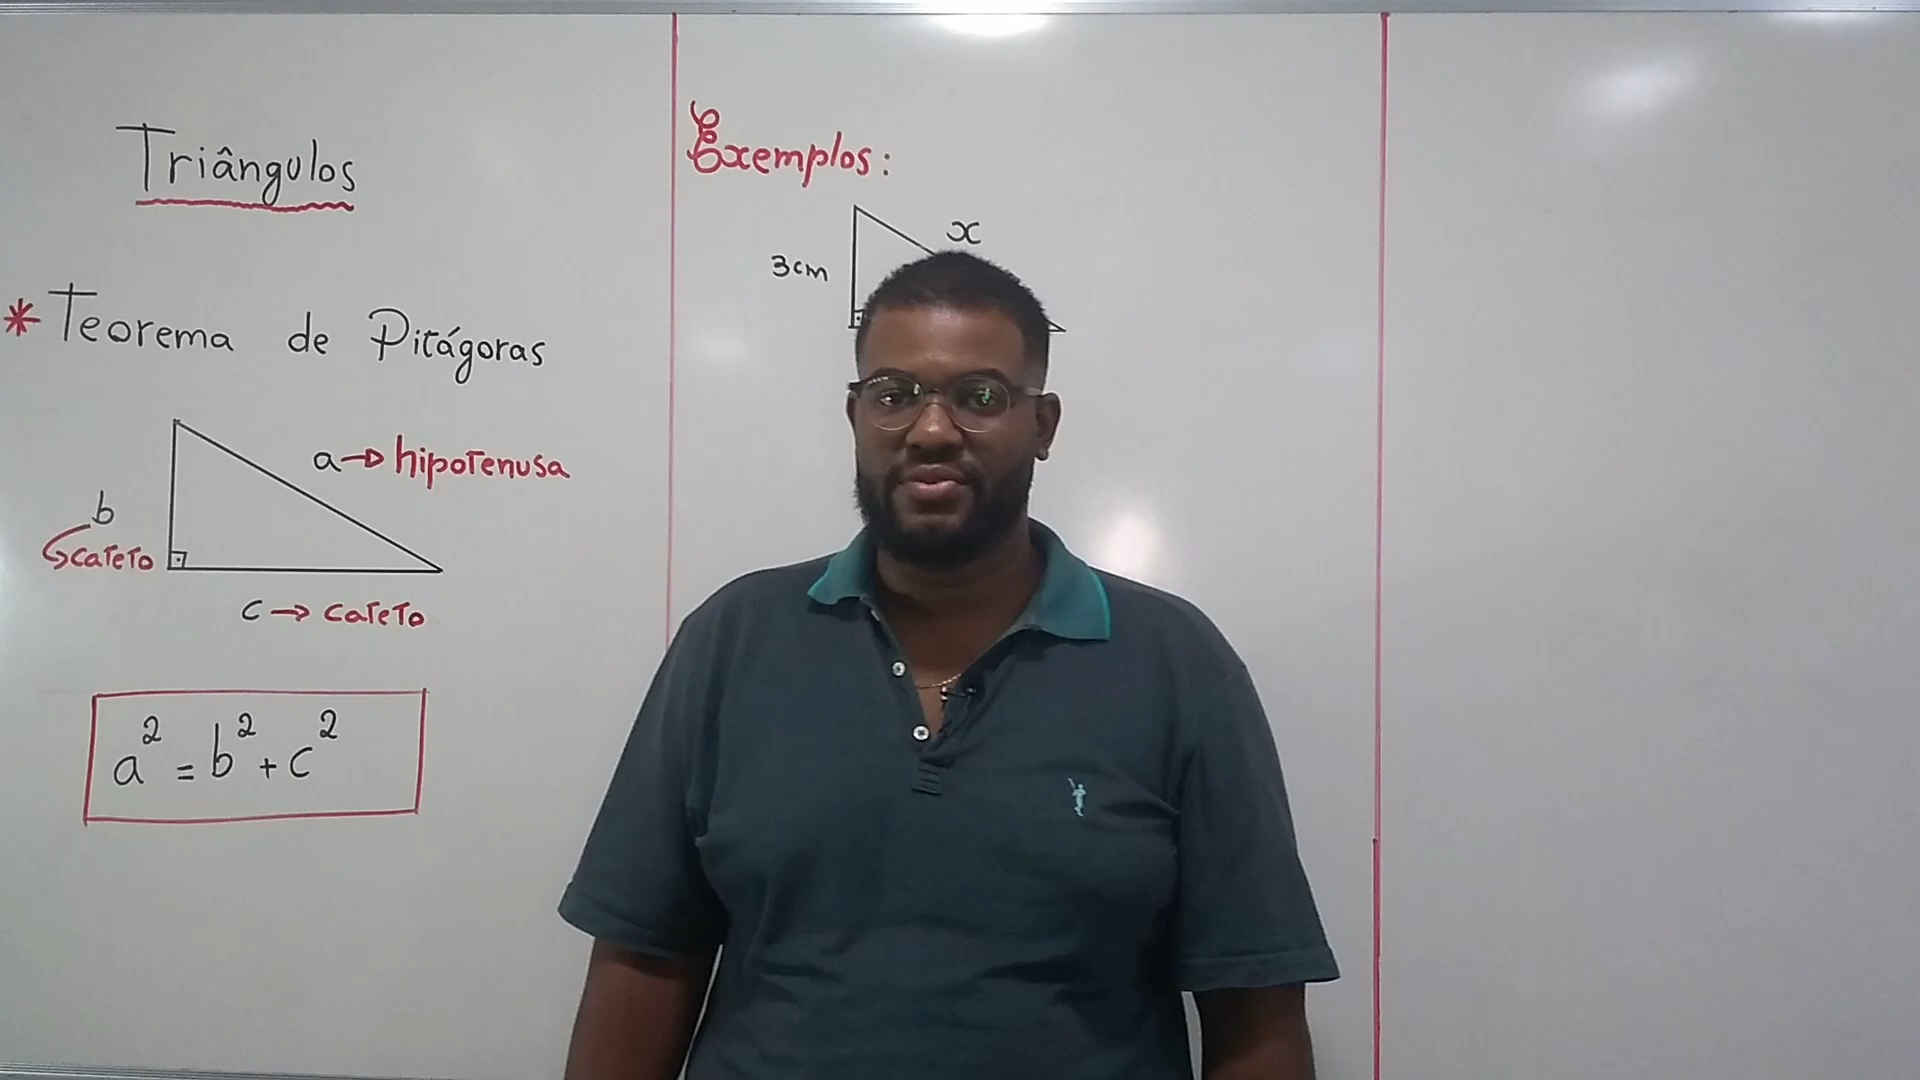 Triângulos
* Teorema de Pitágoras
a → hipotenusa
b
↳ cateto
c → cateto
a² = b² + c²
Exemplos:
x
3cm